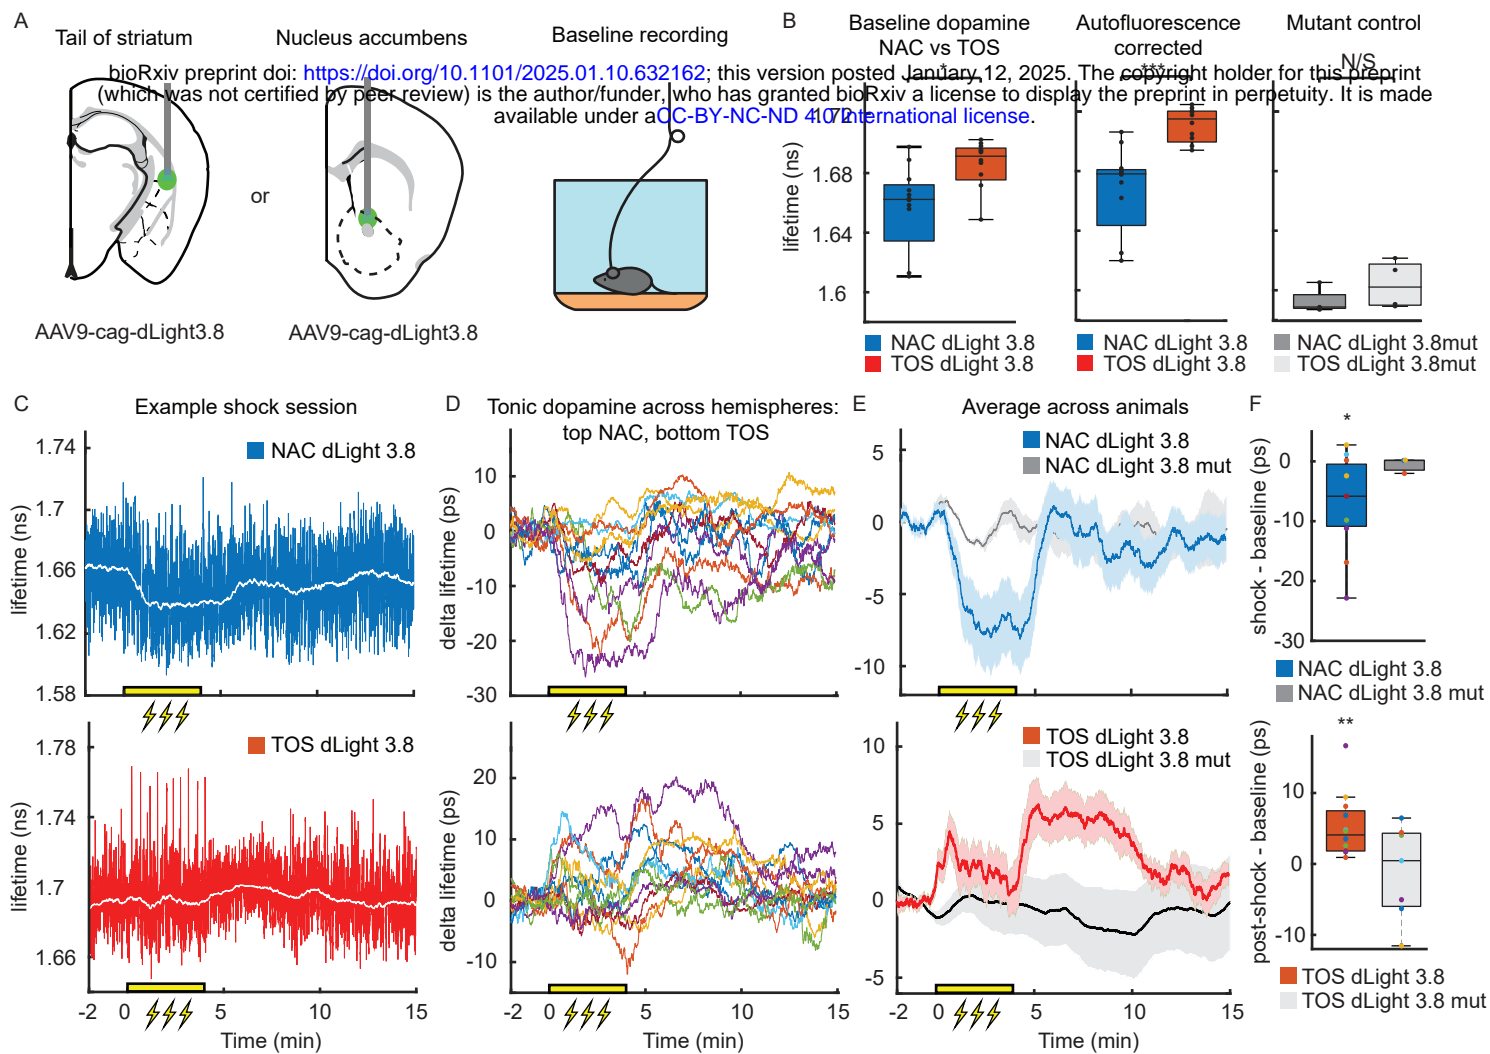 A
Tail of striatum
Nucleus accumbens
Baseline recording
or
AAV9-cag-dLight3.8
AAV9-cag-dLight3.8
bioRxiv preprint doi: https://doi.org/10.1101/2025.01.10.632162; this version posted January 12, 2025. The copyright holder for this preprint
(which was not certified by peer review) is the author/funder, who has granted bioRxiv a license to display the preprint in perpetuity. It is made
available under aCC-BY-NC-ND 4.0 International license.
B
Baseline dopamine
NAC vs TOS
*
Autofluorescence
corrected
***
Mutant control
N/S
lifetime (ns)
1.72
1.68
1.64
1.6
NAC dLight 3.8
TOS dLight 3.8
NAC dLight 3.8
TOS dLight 3.8
NAC dLight 3.8mut
TOS dLight 3.8mut
C
Example shock session
NAC dLight 3.8
lifetime (ns)
1.74
1.7
1.66
1.62
1.58
TOS dLight 3.8
lifetime (ns)
1.78
1.74
1.7
1.66
-2 0 5 10 15
Time (min)
D
Tonic dopamine across hemispheres:
top NAC, bottom TOS
delta lifetime (ps)
10
0
-10
-20
-30
delta lifetime (ps)
20
10
0
-10
-2 0 5 10 15
Time (min)
E
Average across animals
NAC dLight 3.8
NAC dLight 3.8 mut
5
0
-5
-10
TOS dLight 3.8
TOS dLight 3.8 mut
10
5
0
-5
-2 0 5 10 15
Time (min)
F
*
shock - baseline (ps)
0
-10
-20
-30
NAC dLight 3.8
NAC dLight 3.8 mut
**
post-shock - baseline (ps)
10
0
-10
TOS dLight 3.8
TOS dLight 3.8 mut